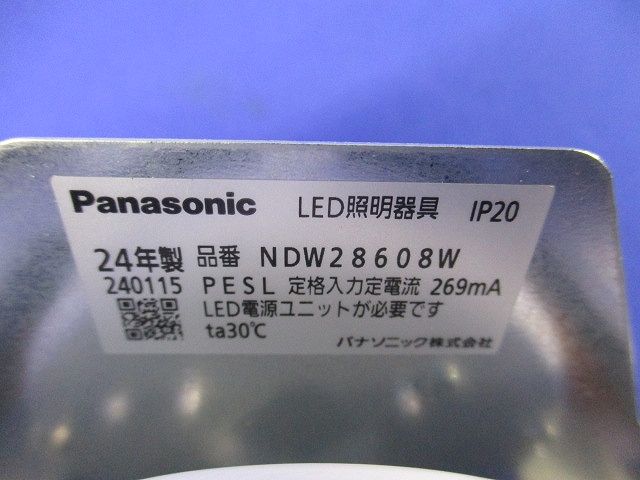 Panasonic LED照明器具 IP20
24年製 品番 NDW28608W
240115 PESL 定格入力定電流 269mA
LED電源ユニットが必要です
ta30℃ パナソニック株式会社